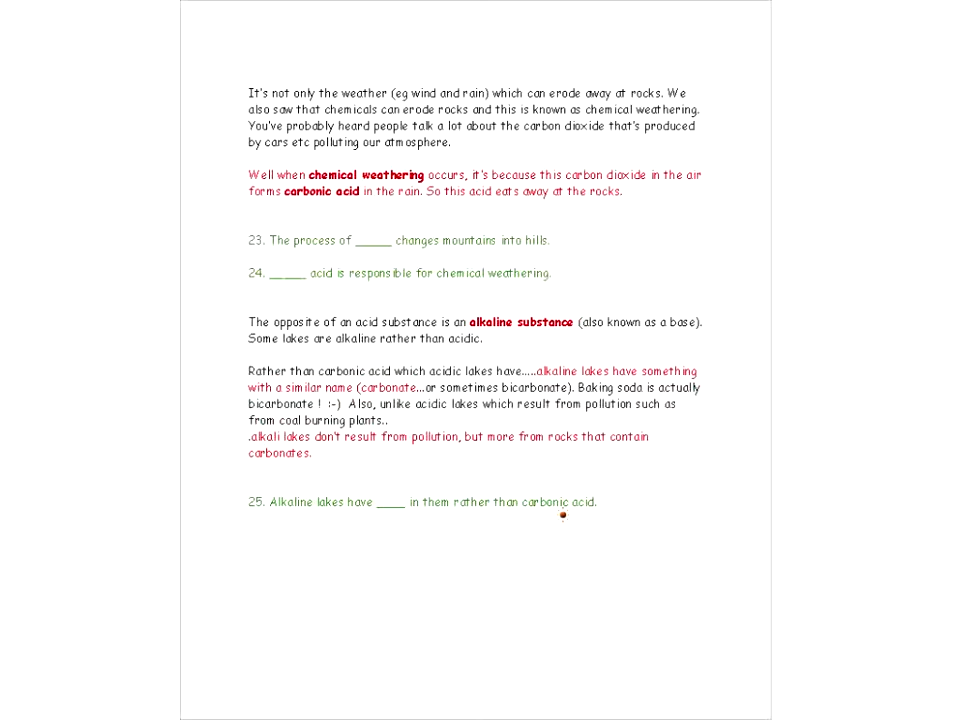 It's not only the weather (eg wind and rain) which can erode away at rocks. We
also saw that chemicals can erode rocks and this is known as chemical weathering.
You've probably heard people talk a lot about the carbon dioxide that's produced
by cars etc polluting our atmosphere.
Well when chemical weathering occurs, it's because this carbon dioxide in the air
forms carbonic acid in the rain. So this acid eats away at the rocks.
23. The process of _____ changes mountains into hills.
24. _____ acid is responsible for chemical weathering.
The opposite of an acid substance is an alkaline substance (also known as a base).
Some lakes are alkaline rather than acidic.
Rather than carbonic acid which acidic lakes have.....alkaline lakes have something
with a similar name (carbonate...or sometimes bicarbonate). Baking soda is actually
bicarbonate ! :-) Also, unlike acidic lakes which result from pollution such as
from coal burning plants..
.alkali lakes don't result from pollution, but more from rocks that contain
carbonates.
25. Alkaline lakes have ____ in them rather than carbonic acid.